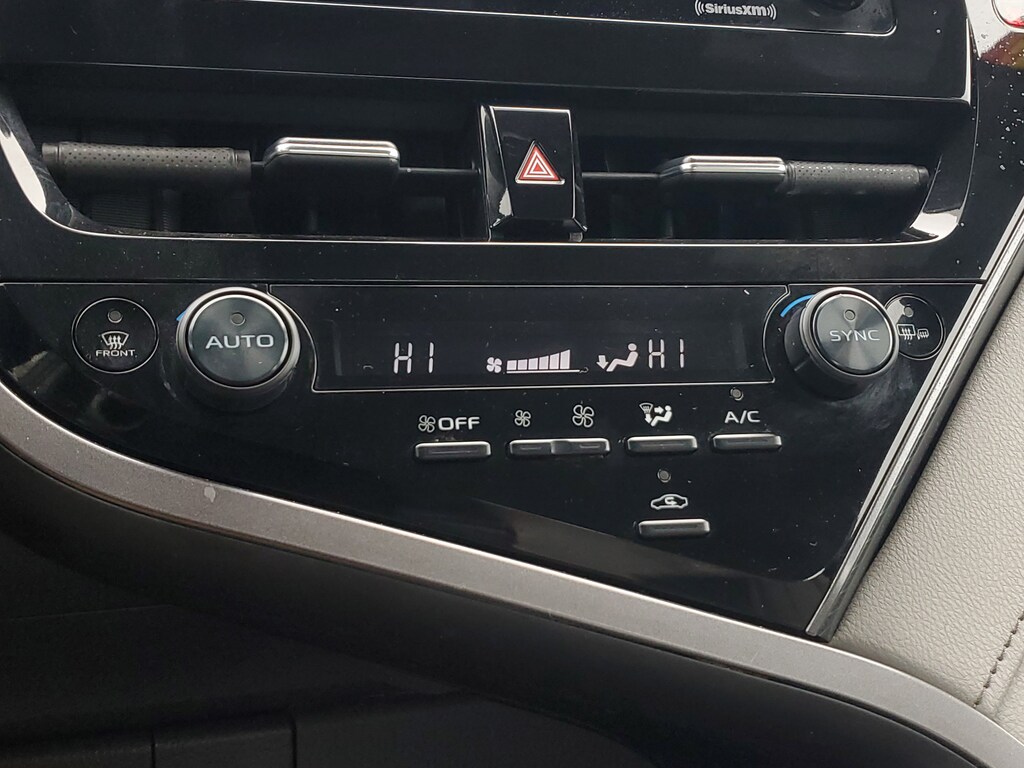 SiriusXM
FRONT
AUTO
HI
HI
SYNC
OFF
A/C